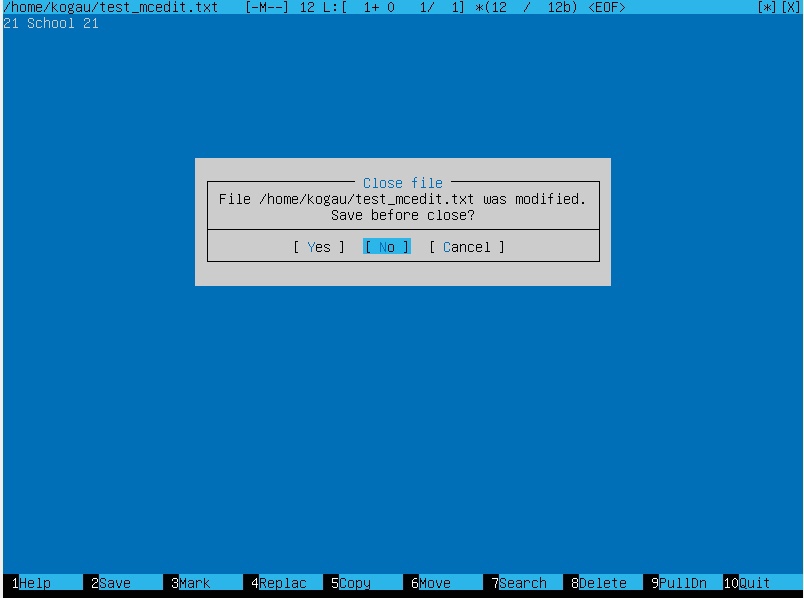 /home/kogau/test_mcedit.txt [-M--] 12 L:[ 1+ 0 1/ 1] *(12 / 12b) <EOF> [*][X]
21 School 21
Close file
File /home/kogau/test_mcedit.txt was modified.
Save before close?
[ Yes ] [ No ] [ Cancel ]
1Help 2Save 3Mark 4Replac 5Copy 6Move 7Search 8Delete 9PullDn 10Quit